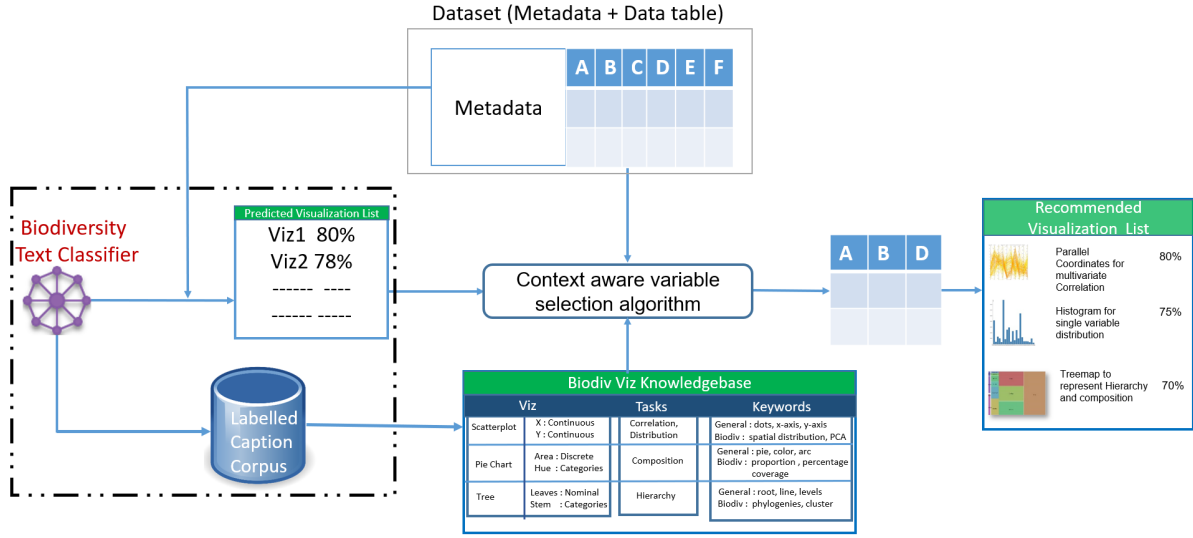 Dataset (Metadata + Data table)
Metadata
A B C D E F
Biodiversity
Text Classifier
Predicted Visualization List
Viz1 80%
Viz2 78%
------ ----
------ -----
Labelled
Caption
Corpus
Context aware variable
selection algorithm
A B D
Recommended
Visualization List
Parallel
Coordinates for
multivariate
Correlation
80%
Histogram for
single variable
distribution
75%
Treemap to
represent Hierarchy
and composition
70%
Biodiv Viz Knowledgebase
Viz Tasks Keywords
Scatterplot
X : Continuous
Y : Continuous
Correlation,
Distribution
General : dots, x-axis, y-axis
Biodiv : spatial distribution, PCA
Pie Chart
Area : Discrete
Hue : Categories
Composition
General : pie, color, arc
Biodiv : proportion , percentage
coverage
Tree
Leaves : Nominal
Stem : Categories
Hierarchy
General : root, line, levels
Biodiv : phylogenies, cluster